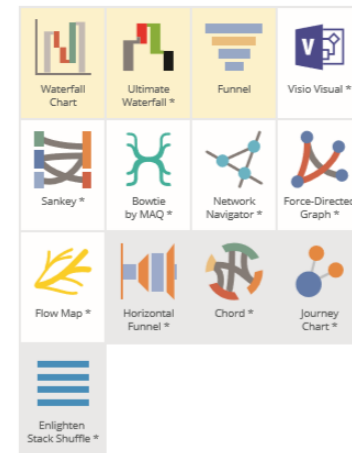 Waterfall
Chart
Ultimate
Waterfall *
Funnel
V
Visio Visual *
Sankey *
Bowtie
by MAQ *
Network
Navigator *
Force-Directed
Graph *
Flow Map *
Horizontal
Funnel *
Chord *
Journey
Chart *
Enlighten
Stack Shuffle *